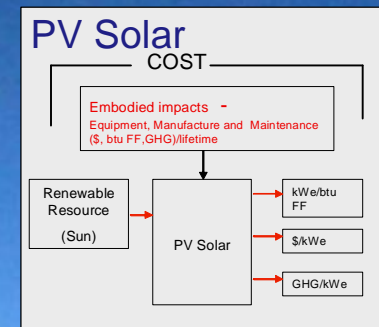 PV Solar
COST
Embodied impacts -
Equipment, Manufacture and Maintenance
($, btu FF,GHG)/lifetime
Renewable
Resource
(Sun)
PV Solar
kWe/btu
FF
$/kWe
GHG/kWe